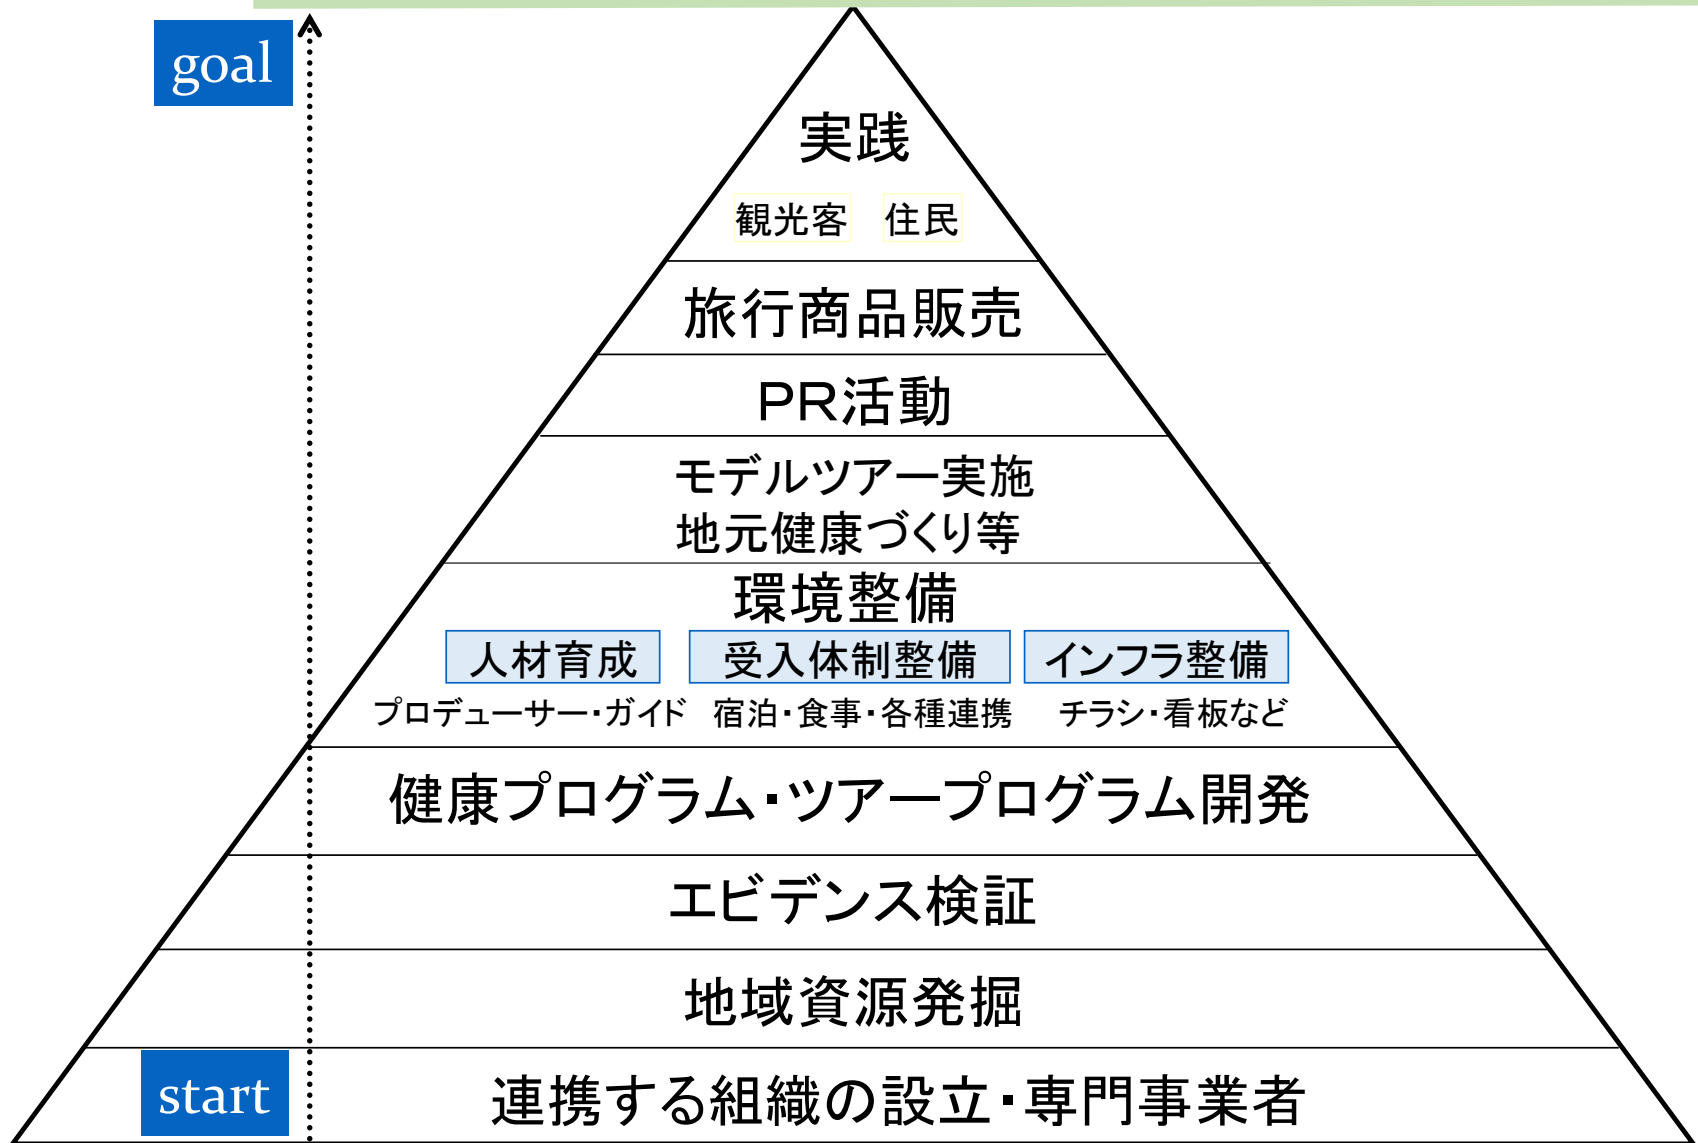 goal
実践
観光客 住民
旅行商品販売
PR活動
モデルツアー実施
地元健康づくり等
環境整備
人材育成 受入体制整備 インフラ整備
プロデューサー・ガイド 宿泊・食事・各種連携 チラシ・看板など
健康プログラム・ツアープログラム開発
エビデンス検証
地域資源発掘
start 連携する組織の設立・専門事業者